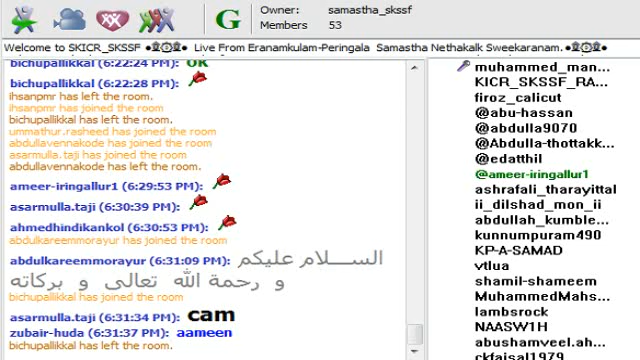 Owner: samastha_skssf
G
Members 53
Welcome to SKICR_SKSSF ●۩۞۩● Live From Eranamkulam-Peringala Samastha Nethakalk Sweekaranam.●۩۞۩●
bichupallikkal (6:22:24 PM): OK
bichupallikkal (6:22:28 PM):
ihsanpmr has left the room.
ihsanpmr has joined the room
bichupallikkal has left the room.
ummathur.rasheed has joined the room
abdullavennakode has joined the room
asarmulla.taji has joined the room
abdullavennakode has left the room.
ameer-iringallur1 (6:29:53 PM):
asarmulla.taji (6:30:39 PM):
ahmedhindikankol (6:30:53 PM):
abdulkareemmorayur has joined the room
abdulkareemmorayur (6:31:09 PM): الســـلام عليكم
و رحمة الله تعالى و بركاته
bichupallikkal has joined the room
asarmulla.taji (6:31:34 PM): cam
zubair-huda (6:31:37 PM): aameen
bichupallikkal has left the room.
muhammed_man...
KICR_SKSSF_RA...
firoz_calicut
@abu-hassan
@abdulla9070
@Abdulla-thottakk...
@edatthil
@ameer-iringallur1
ashrafali_tharayittal
ii_dilshad_mon_ii
abdullah_kumble...
kunnumpuram490
KP-A-SAMAD
vtlua
shamil-shameem
MuhammedMahs...
lambsrock
NAASW1H
abushamveel.ah...
ckfaisal1979